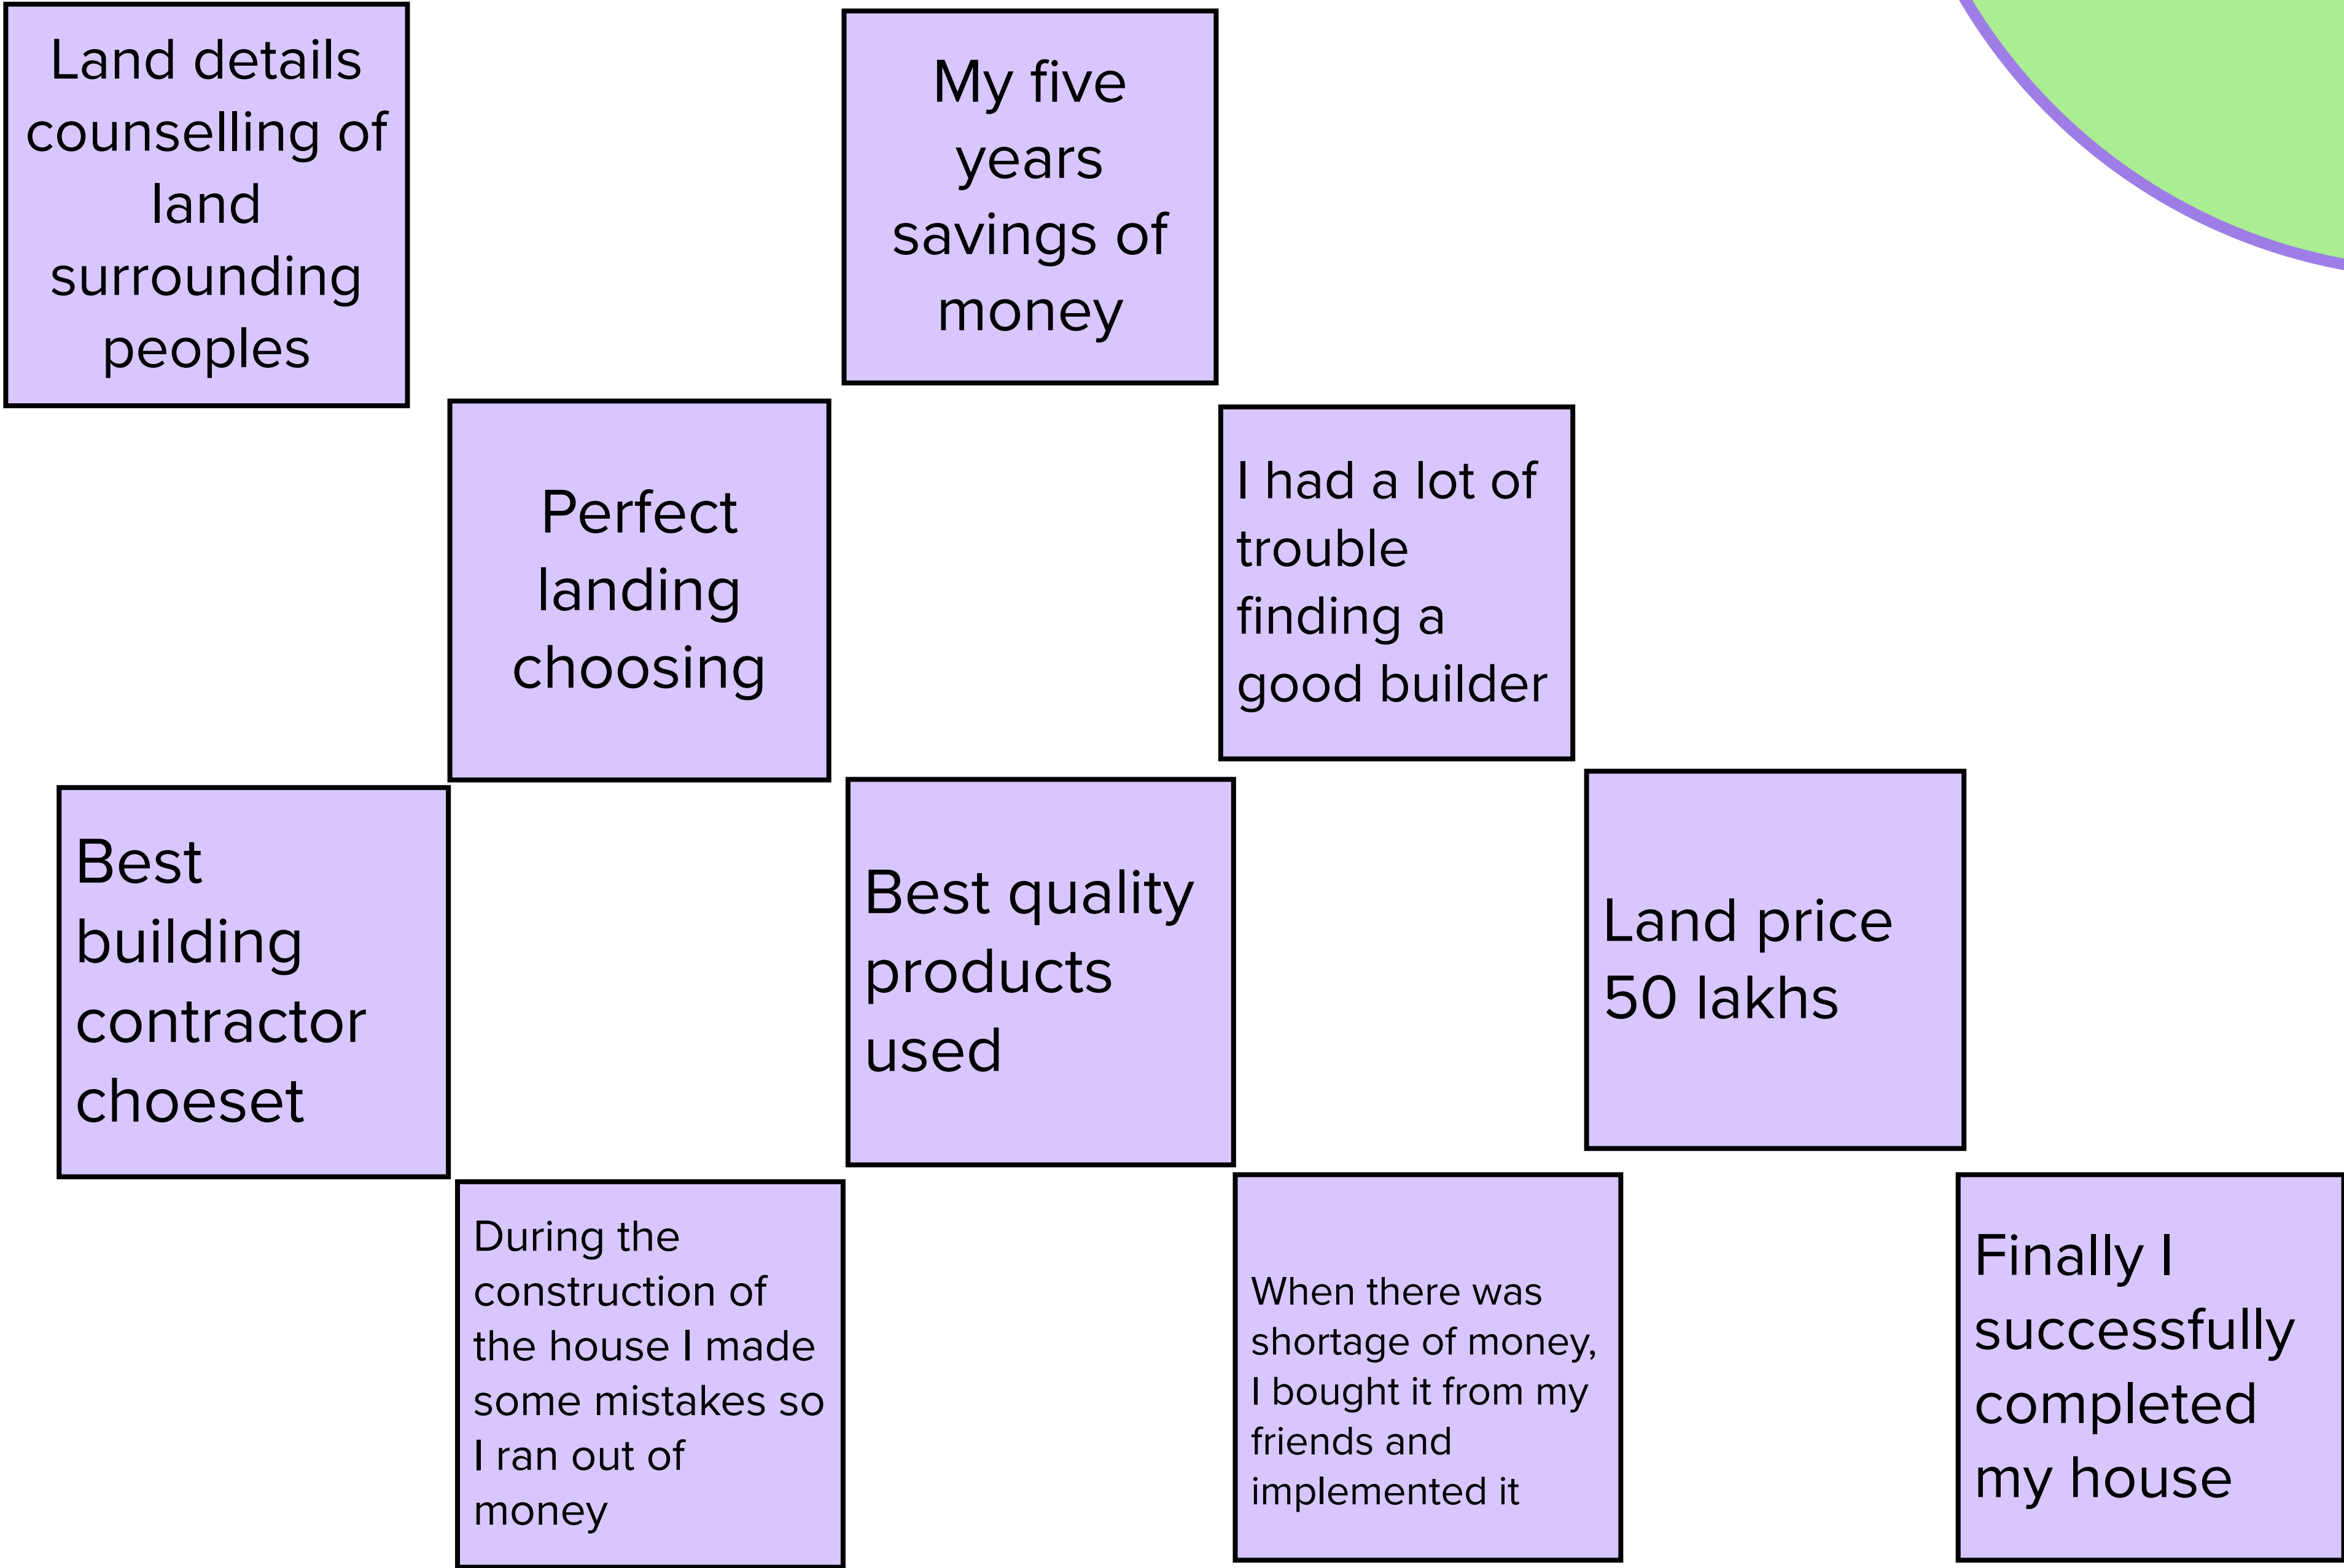 Land details
counselling of
land
surrounding
peoples
My five
years
savings of
money
Perfect
landing
choosing
I had a lot of
trouble
finding a
good builder
Best
building
contractor
choeset
Best quality
products
used
Land price
50 lakhs
During the
construction of
the house I made
some mistakes so
I ran out of
money
When there was
shortage of money,
I bought it from my
friends and
implemented it
Finally I
successfully
completed
my house